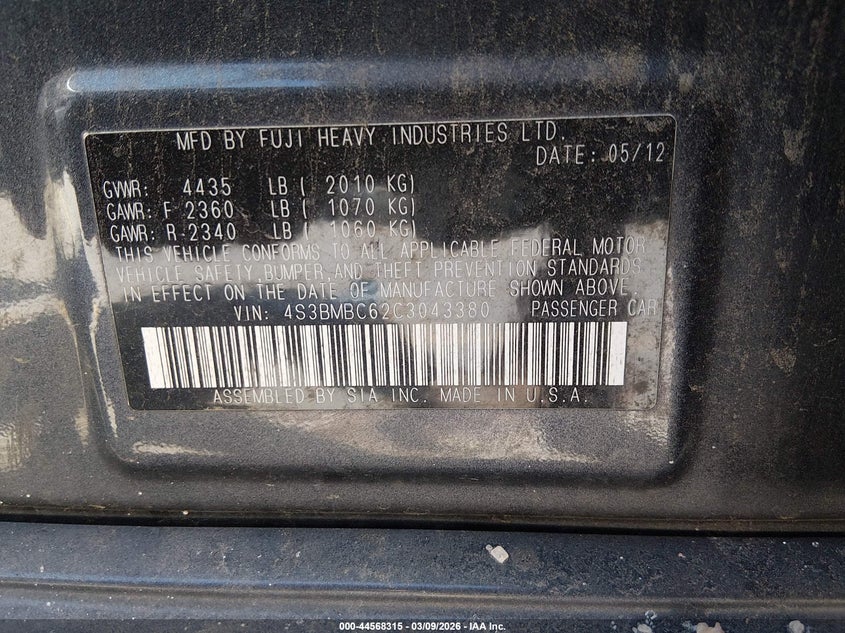 MFD BY FUJI HEAVY INDUSTRIES LTD.
DATE: 05/12
GVWR: 4435 LB ( 2010 KG)
GAWR: F 2360 LB ( 1070 KG)
GAWR: R 2340 LB ( 1060 KG)
THIS VEHICLE CONFORMS TO ALL APPLICABLE FEDERAL MOTOR
VEHICLE SAFETY, BUMPER, AND THEFT PREVENTION STANDARDS
IN EFFECT ON THE DATE OF MANUFACTURE SHOWN ABOVE.
VIN: 4S3BMBC62C3043380 PASSENGER CAR
ASSEMBLED BY SIA INC. MADE IN U.S.A.
000-44568315 - 03/09/2026 - IAA Inc.